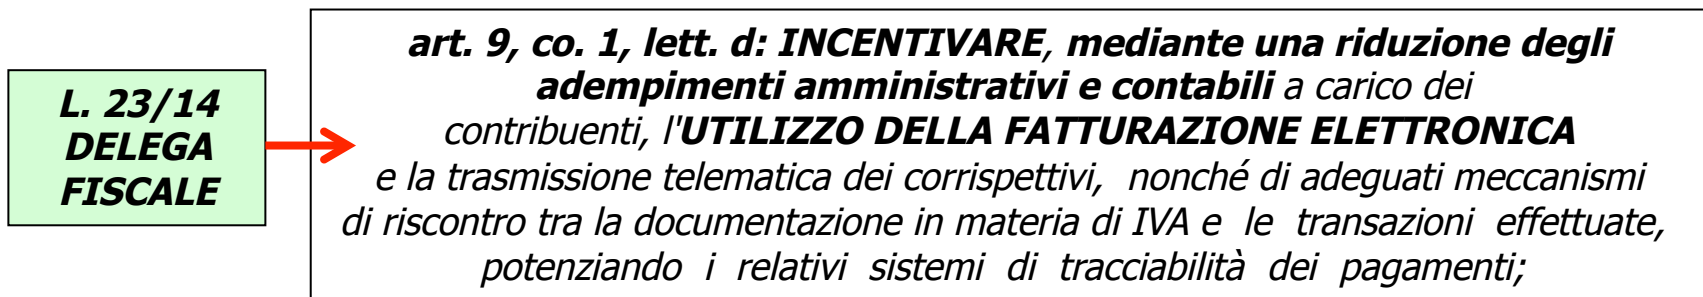 L. 23/14
DELEGA
FISCALE
art. 9, co. 1, lett. d: INCENTIVARE, mediante una riduzione degli
adempimenti amministrativi e contabili a carico dei
contribuenti, l'UTILIZZO DELLA FATTURAZIONE ELETTRONICA
e la trasmissione telematica dei corrispettivi, nonché di adeguati meccanismi
di riscontro tra la documentazione in materia di IVA e le transazioni effettuate,
potenziando i relativi sistemi di tracciabilità dei pagamenti;